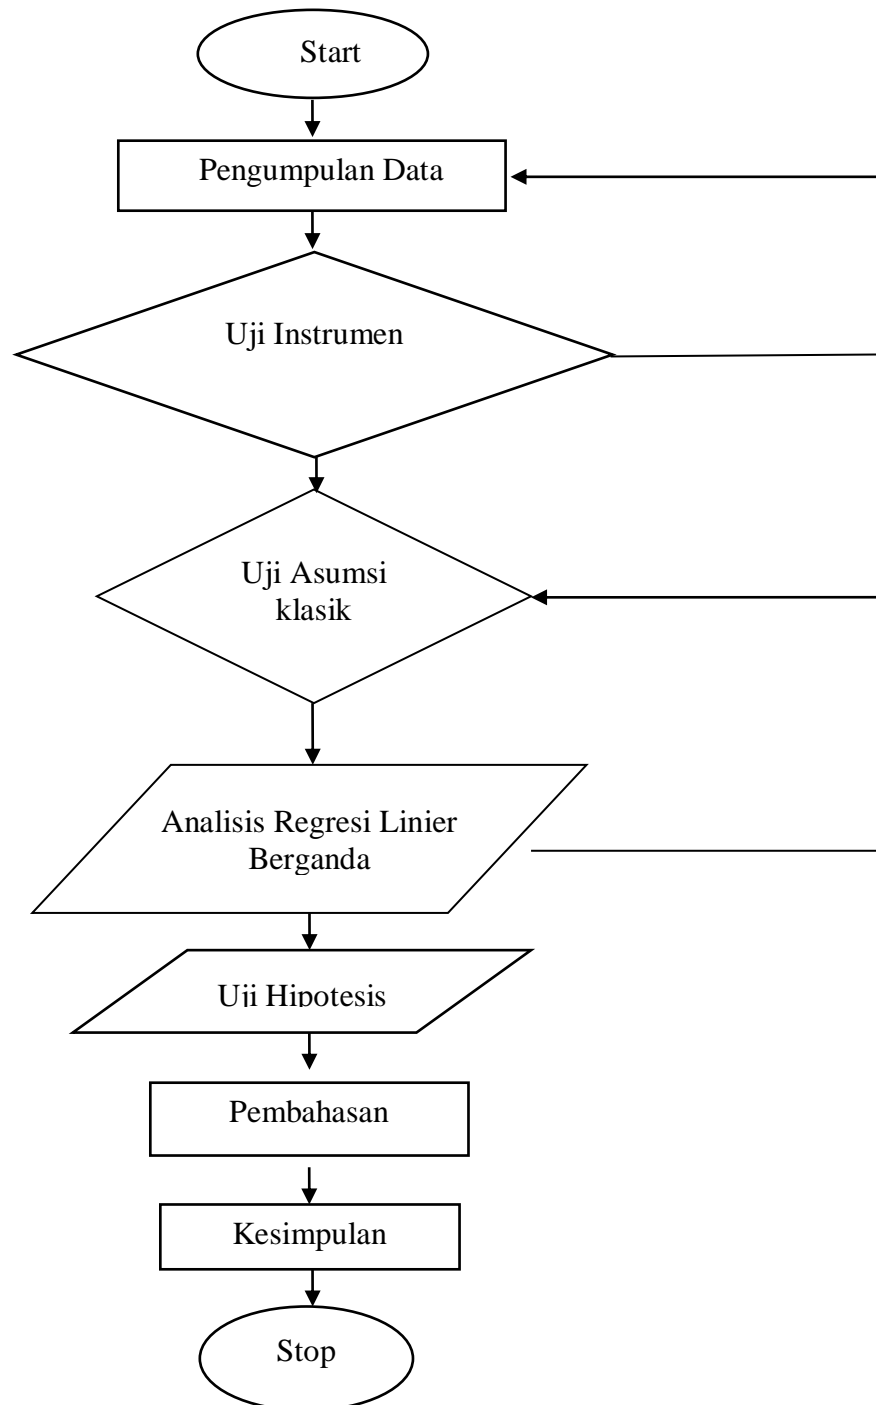 Start
Pengumpulan Data
Uji Instrumen
Uji Asumsi
klasik
Analisis Regresi Linier
Berganda
Uji Hipotesis
Pembahasan
Kesimpulan
Stop